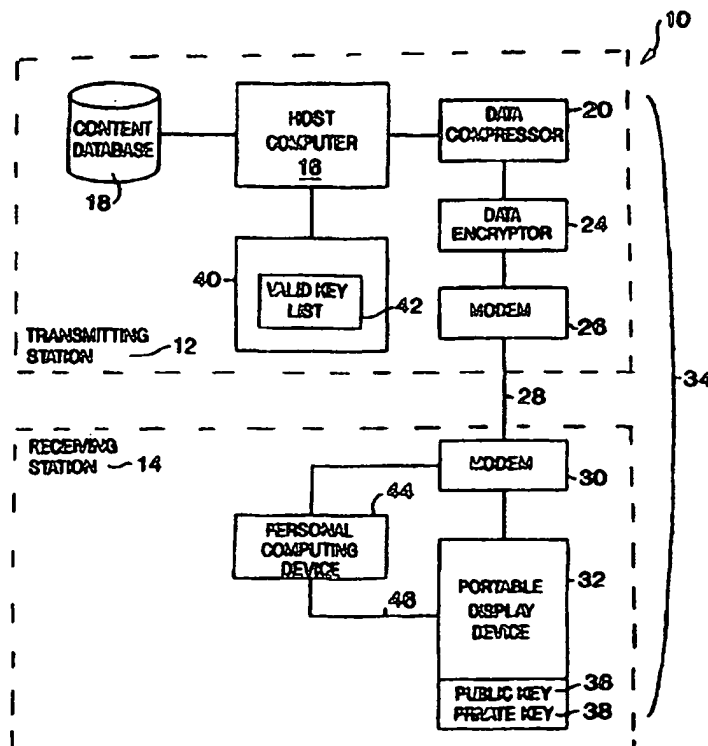 10
CONTENT
DATABASE
18
HOST
COMPUTER
16
DATA
COMPRESSOR
20
DATA
ENCRYPTOR
24
40
VALID KEY
LIST
42
MODEM
26
TRANSMITTING
STATION
12
28
34
RECEIVING
STATION
14
MODEM
30
44
PERSONAL
COMPUTING
DEVICE
46
PORTABLE
DISPLAY
DEVICE
32
PUBLIC KEY
36
PRIVATE KEY
38